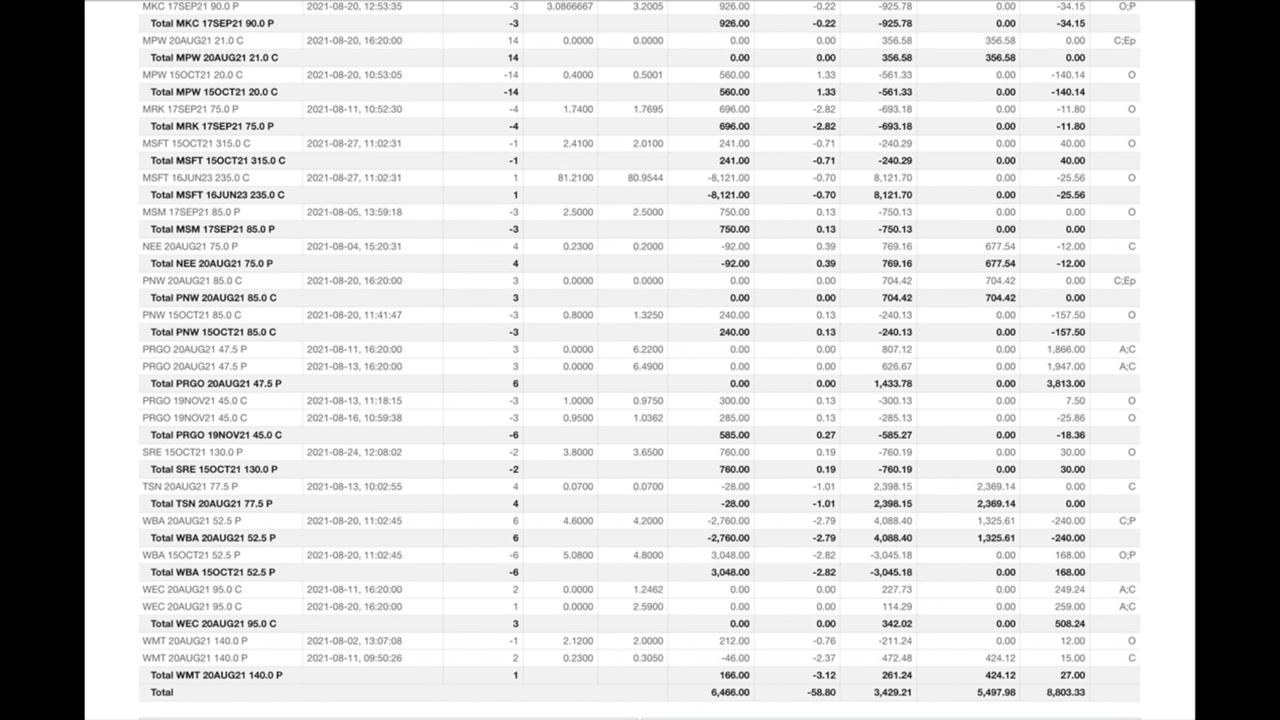 MKC 17SEP21 90.0 P 2021-08-20, 12:53:35 -3 3.0866667 3.2005 926.00 -0.22 -925.78 0.00 -34.15 O;P
Total MKC 17SEP21 90.0 P -3 926.00 -0.22 -925.78 0.00 -34.15
MPW 20AUG21 21.0 C 2021-08-20, 16:20:00 14 0.0000 0.0000 0.00 0.00 356.58 356.58 0.00 C;Ep
Total MPW 20AUG21 21.0 C 14 0.00 0.00 356.58 356.58 0.00
MPW 15OCT21 20.0 C 2021-08-20, 10:53:05 -14 0.4000 0.5001 560.00 1.33 -561.33 0.00 -140.14 O
Total MPW 15OCT21 20.0 C -14 560.00 1.33 -561.33 0.00 -140.14
MRK 17SEP21 75.0 P 2021-08-11, 10:52:30 -4 1.7400 1.7695 696.00 -2.82 -693.18 0.00 -11.80 O
Total MRK 17SEP21 75.0 P -4 696.00 -2.82 -693.18 0.00 -11.80
MSFT 15OCT21 315.0 C 2021-08-27, 11:02:31 -1 2.4100 2.0100 241.00 -0.71 -240.29 0.00 40.00 O
Total MSFT 15OCT21 315.0 C -1 241.00 -0.71 -240.29 0.00 40.00
MSFT 16JUN23 235.0 C 2021-08-27, 11:02:31 1 81.2100 80.9544 -8,121.00 -0.70 8,121.70 0.00 -25.56 O
Total MSFT 16JUN23 235.0 C 1 -8,121.00 -0.70 8,121.70 0.00 -25.56
MSM 17SEP21 85.0 P 2021-08-05, 13:59:18 -3 2.5000 2.5000 750.00 0.13 -750.13 0.00 0.00 O
Total MSM 17SEP21 85.0 P -3 750.00 0.13 -750.13 0.00 0.00
NEE 20AUG21 75.0 P 2021-08-04, 15:20:31 4 0.2300 0.2000 -92.00 0.39 769.16 677.54 -12.00 C
Total NEE 20AUG21 75.0 P 4 -92.00 0.39 769.16 677.54 -12.00
PNW 20AUG21 85.0 C 2021-08-20, 16:20:00 3 0.0000 0.0000 0.00 0.00 704.42 704.42 0.00 C;Ep
Total PNW 20AUG21 85.0 C 3 0.00 0.00 704.42 704.42 0.00
PNW 15OCT21 85.0 C 2021-08-20, 11:41:47 -3 0.8000 1.3250 240.00 0.13 -240.13 0.00 -157.50 O
Total PNW 15OCT21 85.0 C -3 240.00 0.13 -240.13 0.00 -157.50
PRGO 20AUG21 47.5 P 2021-08-11, 16:20:00 3 0.0000 6.2200 0.00 0.00 807.12 0.00 1,866.00 A;C
PRGO 20AUG21 47.5 P 2021-08-13, 16:20:00 3 0.0000 6.4900 0.00 0.00 626.67 0.00 1,947.00 A;C
Total PRGO 20AUG21 47.5 P 6 0.00 0.00 1,433.78 0.00 3,813.00
PRGO 19NOV21 45.0 C 2021-08-13, 11:18:15 -3 1.0000 0.9750 300.00 0.13 -300.13 0.00 7.50 O
PRGO 19NOV21 45.0 C 2021-08-16, 10:59:38 -3 0.9500 1.0362 285.00 0.13 -285.13 0.00 -25.86 O
Total PRGO 19NOV21 45.0 C -6 585.00 0.27 -585.27 0.00 -18.36
SRE 15OCT21 130.0 P 2021-08-24, 12:08:02 -2 3.8000 3.6500 760.00 0.19 -760.19 0.00 30.00 O
Total SRE 15OCT21 130.0 P -2 760.00 0.19 -760.19 0.00 30.00
TSN 20AUG21 77.5 P 2021-08-13, 10:02:55 4 0.0700 0.0700 -28.00 -1.01 2,398.15 2,369.14 0.00 C
Total TSN 20AUG21 77.5 P 4 -28.00 -1.01 2,398.15 2,369.14 0.00
WBA 20AUG21 52.5 P 2021-08-20, 11:02:45 6 4.6000 4.2000 -2,760.00 -2.79 4,088.40 1,325.61 -240.00 C;P
Total WBA 20AUG21 52.5 P 6 -2,760.00 -2.79 4,088.40 1,325.61 -240.00
WBA 15OCT21 52.5 P 2021-08-20, 11:02:45 -6 5.0800 4.8000 3,048.00 -2.82 -3,045.18 0.00 168.00 O;P
Total WBA 15OCT21 52.5 P -6 3,048.00 -2.82 -3,045.18 0.00 168.00
WEC 20AUG21 95.0 C 2021-08-11, 16:20:00 2 0.0000 1.2462 0.00 0.00 227.73 0.00 249.24 A;C
WEC 20AUG21 95.0 C 2021-08-20, 16:20:00 1 0.0000 2.5900 0.00 0.00 114.29 0.00 259.00 A;C
Total WEC 20AUG21 95.0 C 3 0.00 0.00 342.02 0.00 508.24
WMT 20AUG21 140.0 P 2021-08-02, 13:07:08 -1 2.1200 2.0000 212.00 -0.76 -211.24 0.00 12.00 O
WMT 20AUG21 140.0 P 2021-08-11, 09:50:26 2 0.2300 0.3050 -46.00 -2.37 472.48 424.12 15.00 C
Total WMT 20AUG21 140.0 P 1 166.00 -3.12 261.24 424.12 27.00
Total 6,466.00 -58.80 3,429.21 5,497.98 8,803.33